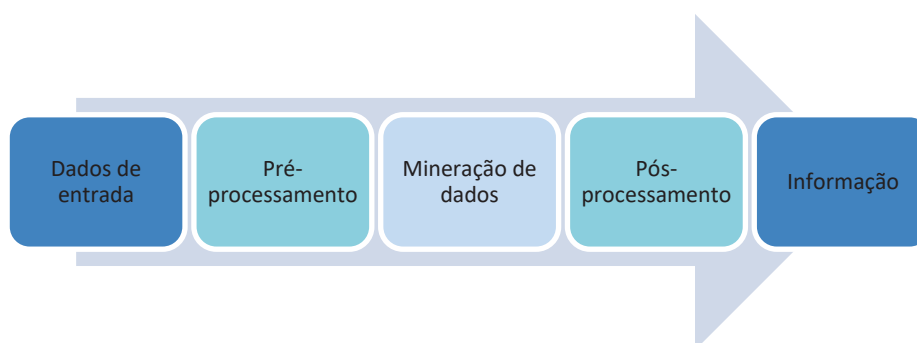 Dados de
entrada
Pré-
processamento
Mineração de
dados
Pós-
processamento
Informação